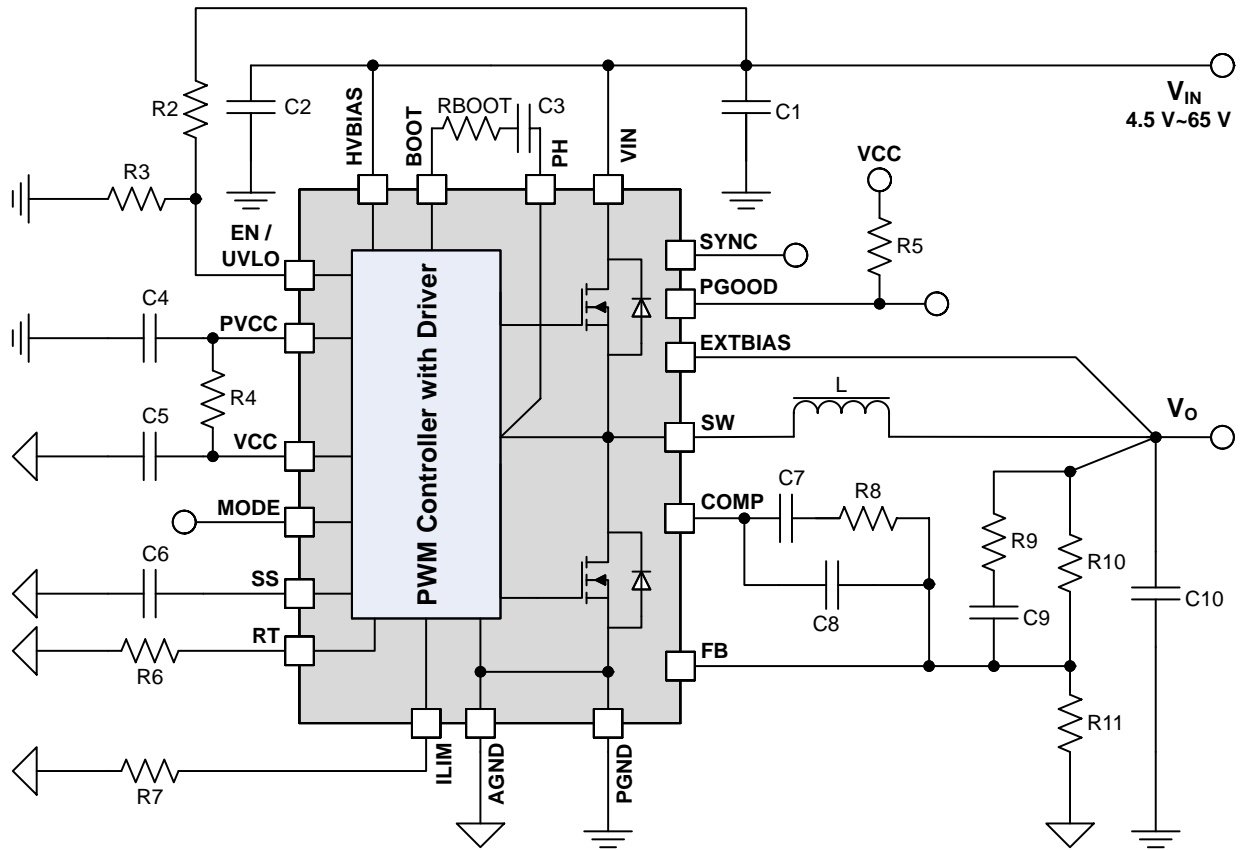 R2
C2
HVBIAS
BOOT
RBOOT
C3
PH
VIN
C1
VIN
4.5 V~65 V
R3
EN /
UVLO
VCC
R5
SYNC
PGOOD
EXTBIAS
C4
PVCC
R4
C5
VCC
MODE
C6
SS
RT
R6
R7
PWM Controller with Driver
L
SW
VO
COMP
C7
R8
C8
R9
R10
C9
C10
FB
R11
ILIM
AGND
PGND